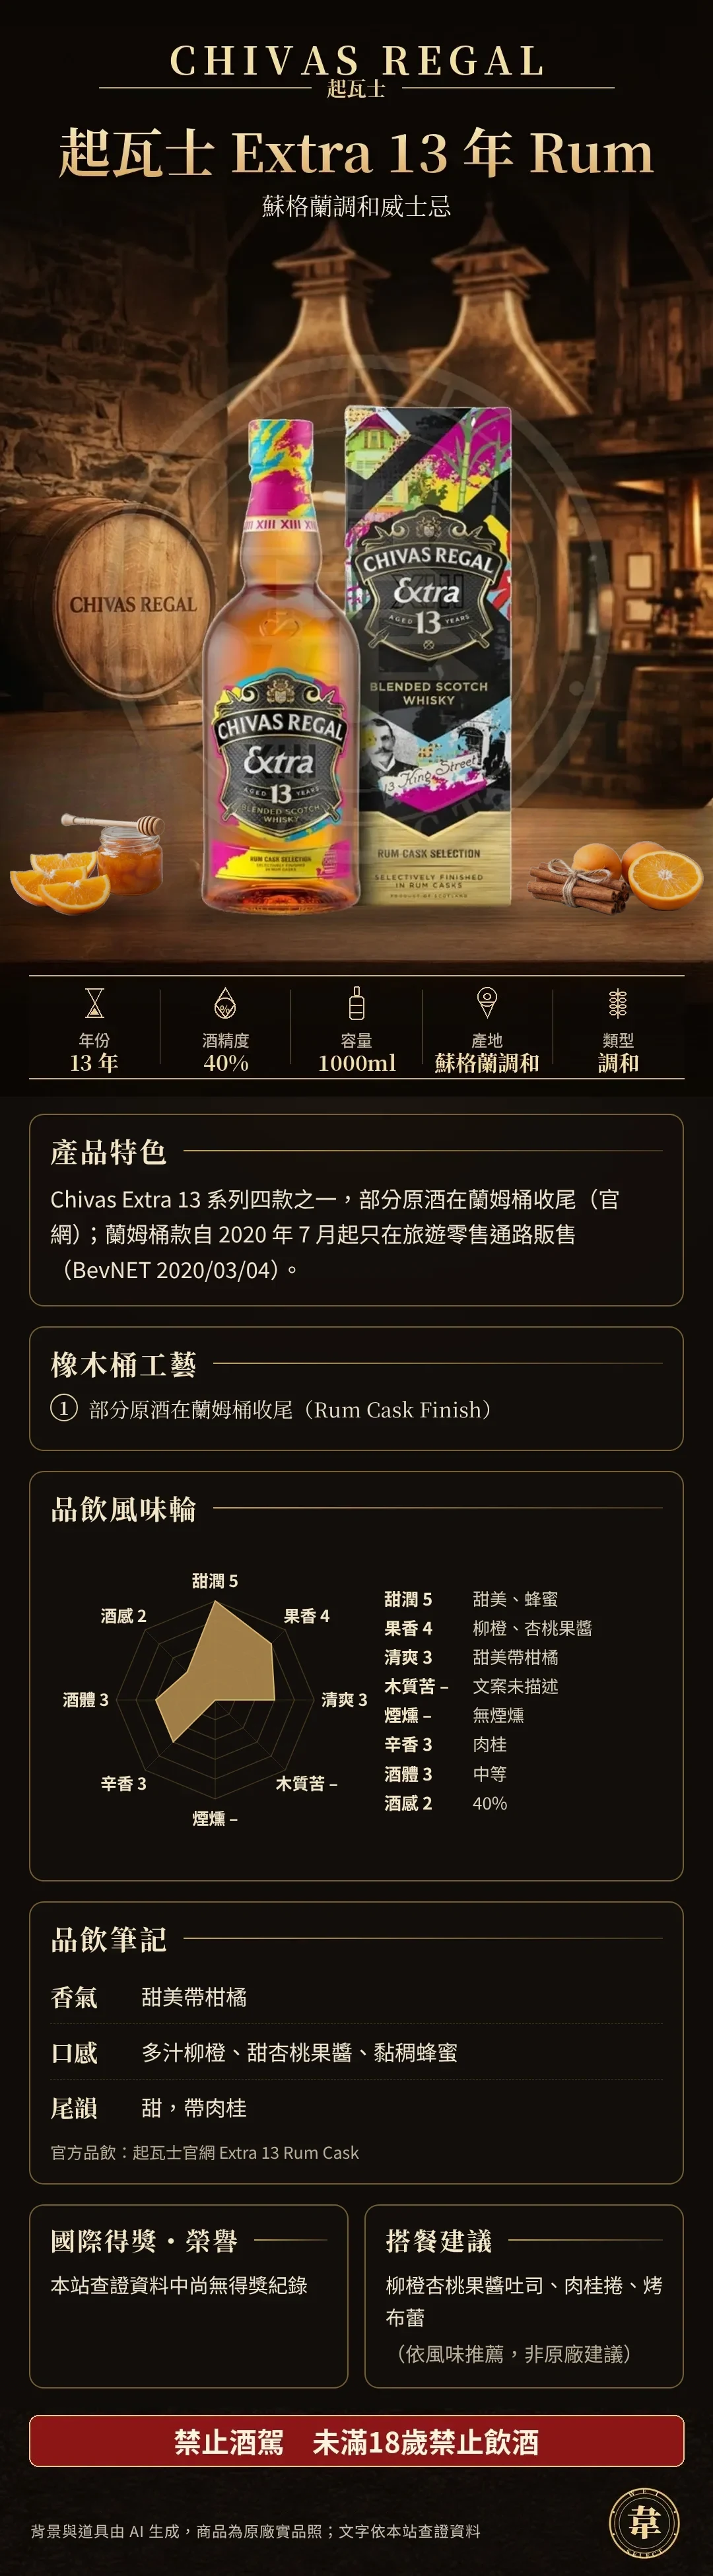 CHIVAS REGAL
起瓦士
起瓦士 Extra 13 年 Rum
蘇格蘭調和威士忌
XIII XIII XIII
CHIVAS REGAL
CHIVAS REGAL
Extra
AGED 13 YEARS
BLENDED SCOTCH
WHISKY
RUM CASK SELECTION
CHIVAS REGAL
Extra
AGED 13 YEARS
BLENDED SCOTCH
WHISKY
13 King Street
RUM CASK SELECTION
SELECTIVELY FINISHED
IN RUM CASKS
PRODUCT OF SCOTLAND
年份
13 年
酒精度
40%
容量
1000ml
產地
蘇格蘭調和
類型
調和
產品特色
Chivas Extra 13 系列四款之一，部分原酒在蘭姆桶收尾（官
網）；蘭姆桶款自 2020 年 7 月起只在旅遊零售通路販售
（BevNET 2020/03/04）。
橡木桶工藝
1 部分原酒在蘭姆桶收尾（Rum Cask Finish）
品飲風味輪
甜潤 5
果香 4
清爽 3
木質苦 –
煙燻 –
辛香 3
酒體 3
酒感 2
甜潤 5 甜美、蜂蜜
果香 4 柳橙、杏桃果醬
清爽 3 甜美帶柑橘
木質苦 – 文案未描述
煙燻 – 無煙燻
辛香 3 肉桂
酒體 3 中等
酒感 2 40%
品飲筆記
香氣 甜美帶柑橘
口感 多汁柳橙、甜杏桃果醬、黏稠蜂蜜
尾韻 甜，帶肉桂
官方品飲：起瓦士官網 Extra 13 Rum Cask
國際得獎・榮譽
本站查證資料中尚無得獎紀錄
搭餐建議
柳橙杏桃果醬吐司、肉桂捲、烤
布蕾
（依風味推薦，非原廠建議）
禁止酒駕 未滿18歲禁止飲酒
背景與道具由 AI 生成，商品為原廠實品照；文字依本站查證資料
韋
SELECT